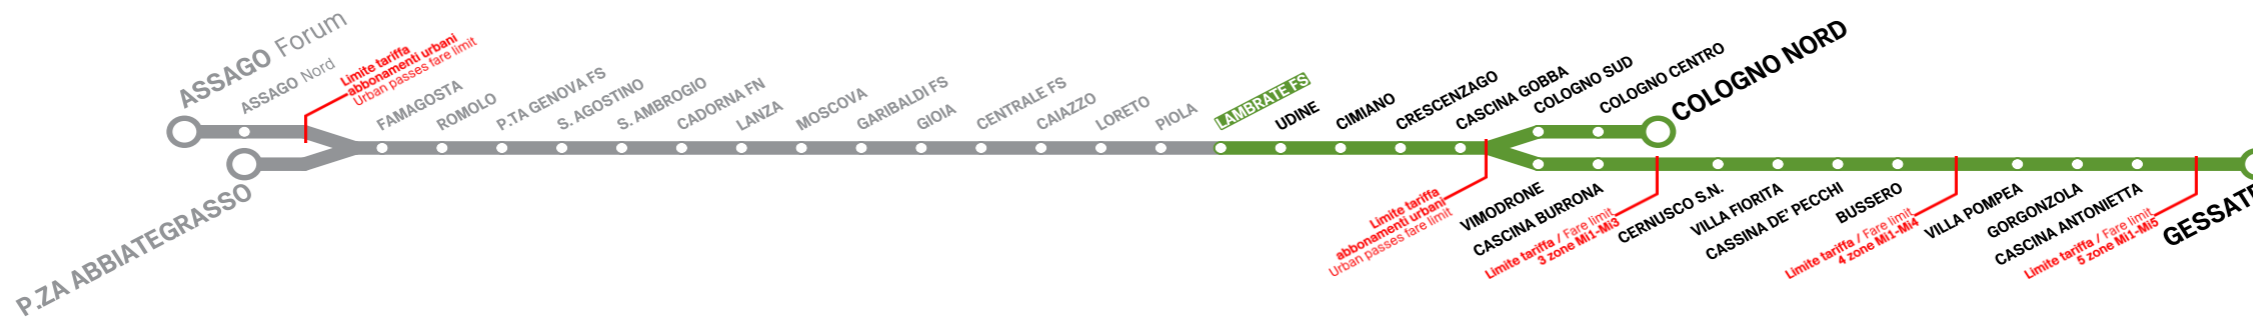 ASSAGO Forum
ASSAGO Nord
Limite tariffa
abbonamenti urbani
Urban passes fare limit
P.ZA ABBIATEGRASSO
FAMAGOSTA
ROMOLO
P.TA GENOVA FS
S. AGOSTINO
S. AMBROGIO
CADORNA FN
LANZA
MOSCOVA
GARIBALDI FS
GIOIA
CENTRALE FS
CAIAZZO
LORETO
PIOLA
LAMBRATE FS
UDINE
CIMIANO
CRESCENZAGO
CASCINA GOBBA
COLOGNO SUD
COLOGNO CENTRO
COLOGNO NORD
Limite tariffa
abbonamenti urbani
Urban passes fare limit
VIMODRONE
CASCINA BURRONA
Limite tariffa / Fare limit
3 zone Mi1-Mi3
CERNUSCO S.N.
VILLA FIORITA
CASSINA DE' PECCHI
BUSSERO
Limite tariffa / Fare limit
4 zone Mi1-Mi4
VILLA POMPEA
GORGONZOLA
CASCINA ANTONIETTA
Limite tariffa / Fare limit
5 zone Mi1-Mi5
GESSATE